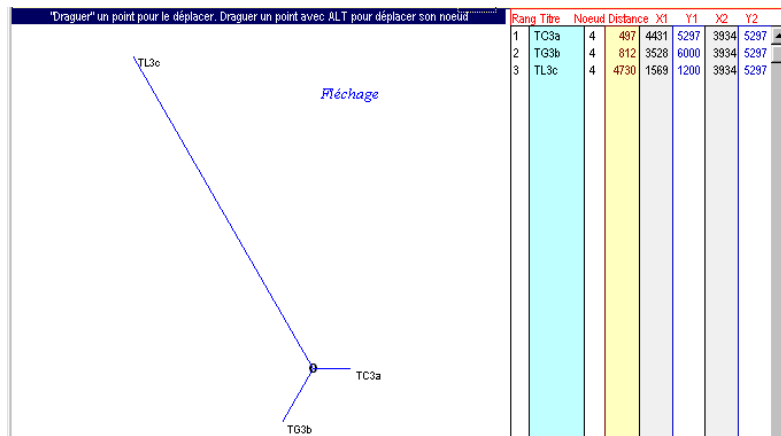 "Draguer" un point pour le déplacer. Draguer un point avec ALT pour déplacer son noeud
TL3c
Fléchage
TC3a
TG3b
Rang Titre Noeud Distance X1 Y1 X2 Y2
1 TC3a 4 497 4431 5297 3934 5297
2 TG3b 4 812 3528 6000 3934 5297
3 TL3c 4 4730 1569 1200 3934 5297